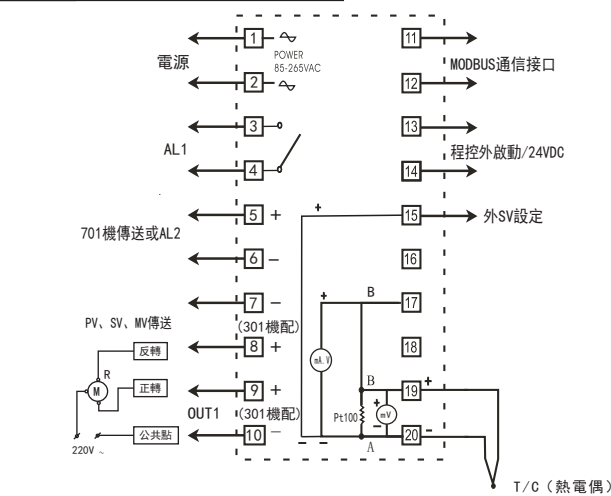 電源
1
POWER
85-265VAC
2
AL1
3
4
701機傳送或AL2
5 +
6 −
7 −
(301機配)
PV、SV、MV傳送
8 +
反轉
R
M
正轉
公共點
220V ~
OUT1
9 +
(301機配)
10 −
11
MODBUS通信接口
12
13
程控外啟動/24VDC
14
+
15
外SV設定
16
+
B
17
mA.V
18
B
19 +
Pt100
+
mV
−
20 -
− −
A
T/C (熱電偶)